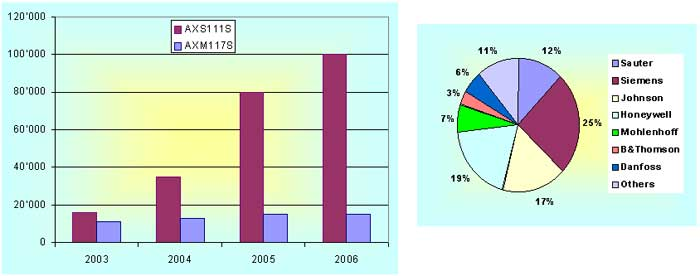 120'000
100'000
80'000
60'000
40'000
20'000
0
AXS111S
AXM117S
2003 2004 2005 2006
11% 12%
6%
3%
7%
25%
19%
17%
Sauter
Siemens
Johnson
Honeywell
Mohlenhoff
B&Thomson
Danfoss
Others